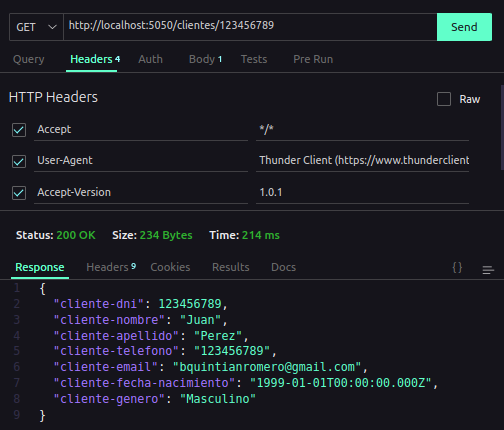 GET http://localhost:5050/clientes/123456789 Send
Query Headers 4 Auth Body 1 Tests Pre Run
HTTP Headers Raw
Accept */*
User-Agent Thunder Client (https://www.thunderclient
Accept-Version 1.0.1
Status: 200 OK Size: 234 Bytes Time: 214 ms
Response Headers 9 Cookies Results Docs {}
1 {
2 "cliente-dni": 123456789,
3 "cliente-nombre": "Juan",
4 "cliente-apellido": "Perez",
5 "cliente-telefono": "123456789",
6 "cliente-email": "bquintianromero@gmail.com",
7 "cliente-fecha-nacimiento": "1999-01-01T00:00:00.000Z",
8 "cliente-genero": "Masculino"
9 }